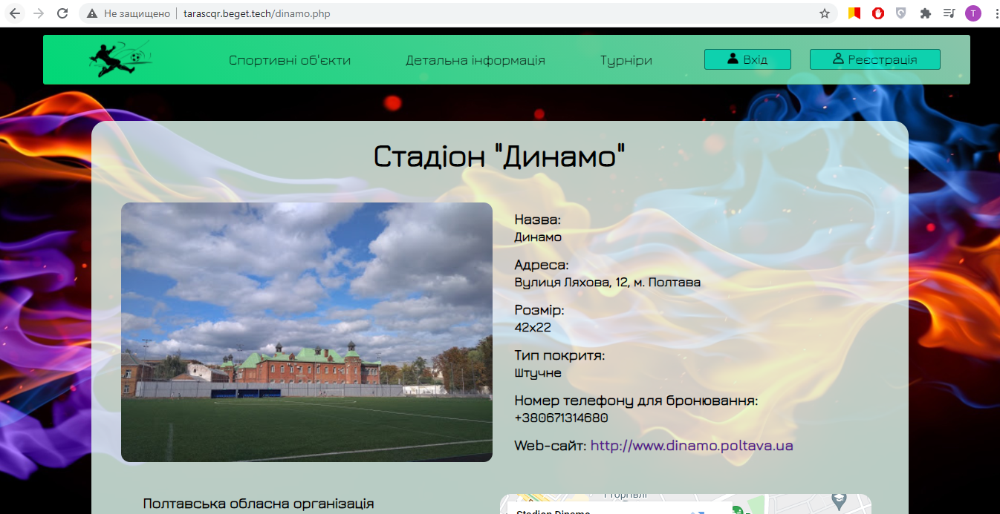 Не защищено
tarascqr.beget.tech/dinamo.php
T
Спортивні об'єкти
Детальна інформація
Турніри
Вхід
Реєстрація
Стадіон "Динамо"
Назва:
Динамо
Адреса:
Вулиця Ляхова, 12, м. Полтава
Розмір:
42x22
Тип покритя:
Штучне
Номер телефону для бронювання:
+380671314680
Web-сайт: http://www.dinamo.poltava.ua
Полтавська обласна організація
Stadion Dinamo